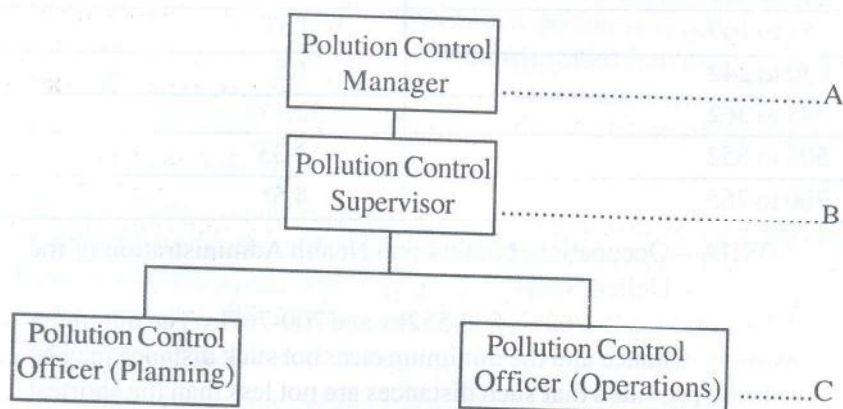 Polution Control
Manager
A
Pollution Control
Supervisor
B
Pollution Control
Officer (Planning)
Pollution Control
Officer (Operations)
C